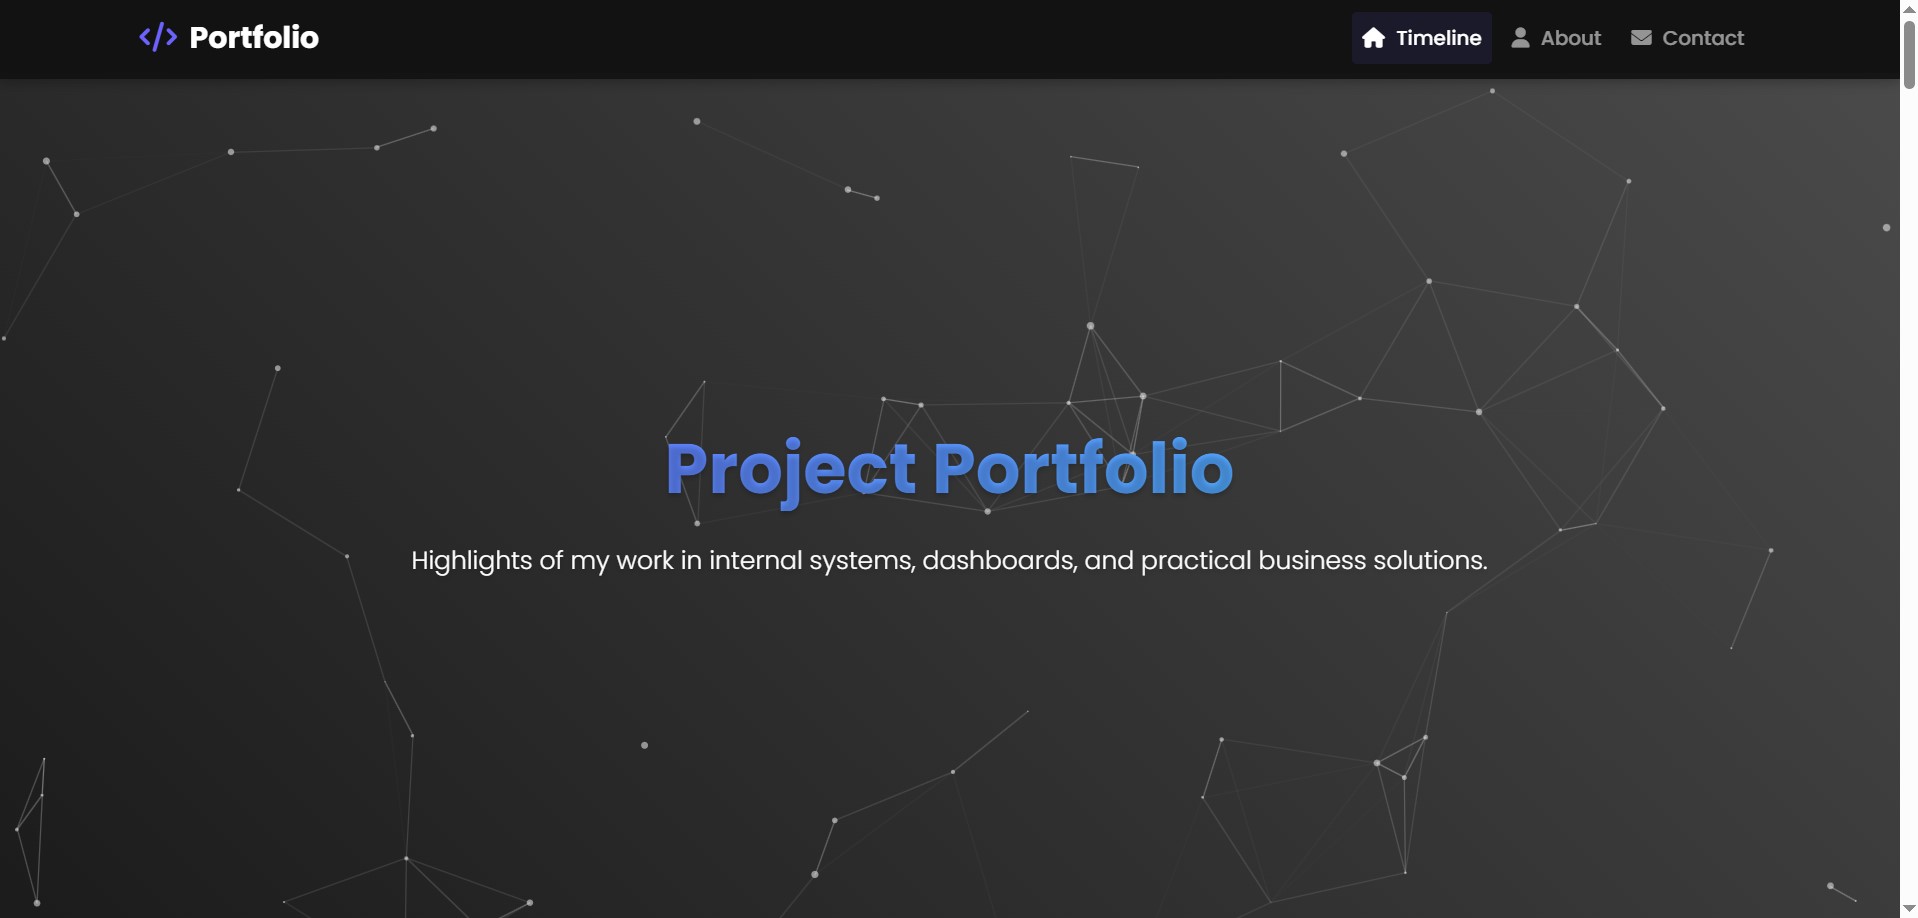 </> Portfolio
Timeline About Contact
Project Portfolio
Highlights of my work in internal systems, dashboards, and practical business solutions.